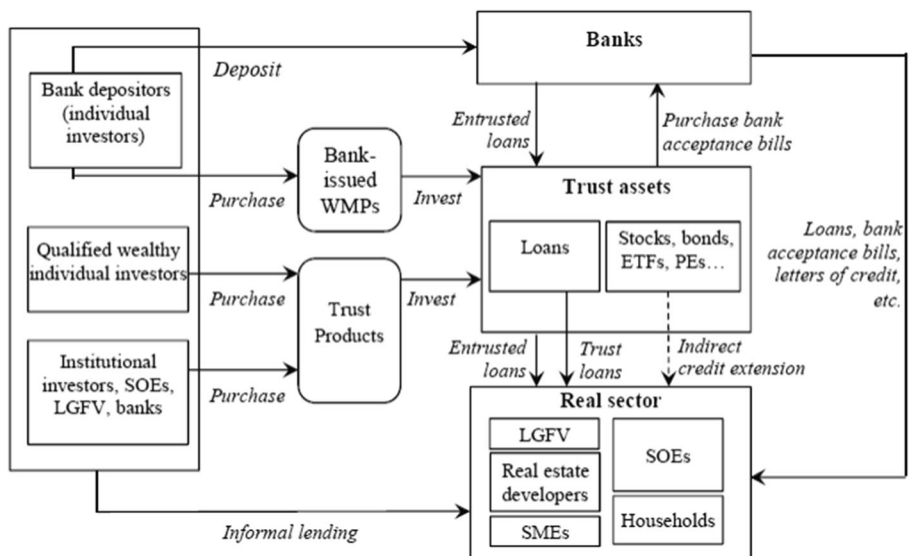 Banks
Deposit
Bank depositors
(individual
investors)
Entrusted
loans
Purchase bank
acceptance bills
Bank-
issued
WMPs
Purchase
Invest
Trust assets
Loans
Stocks, bonds,
ETFs, PEs…
Loans, bank
acceptance bills,
letters of credit,
etc.
Qualified wealthy
individual investors
Purchase
Trust
Products
Invest
Institutional
investors, SOEs,
LGFV, banks
Purchase
Entrusted
loans
Trust
loans
Indirect
credit extension
Real sector
LGFV
Real estate
developers
SMEs
SOEs
Households
Informal lending